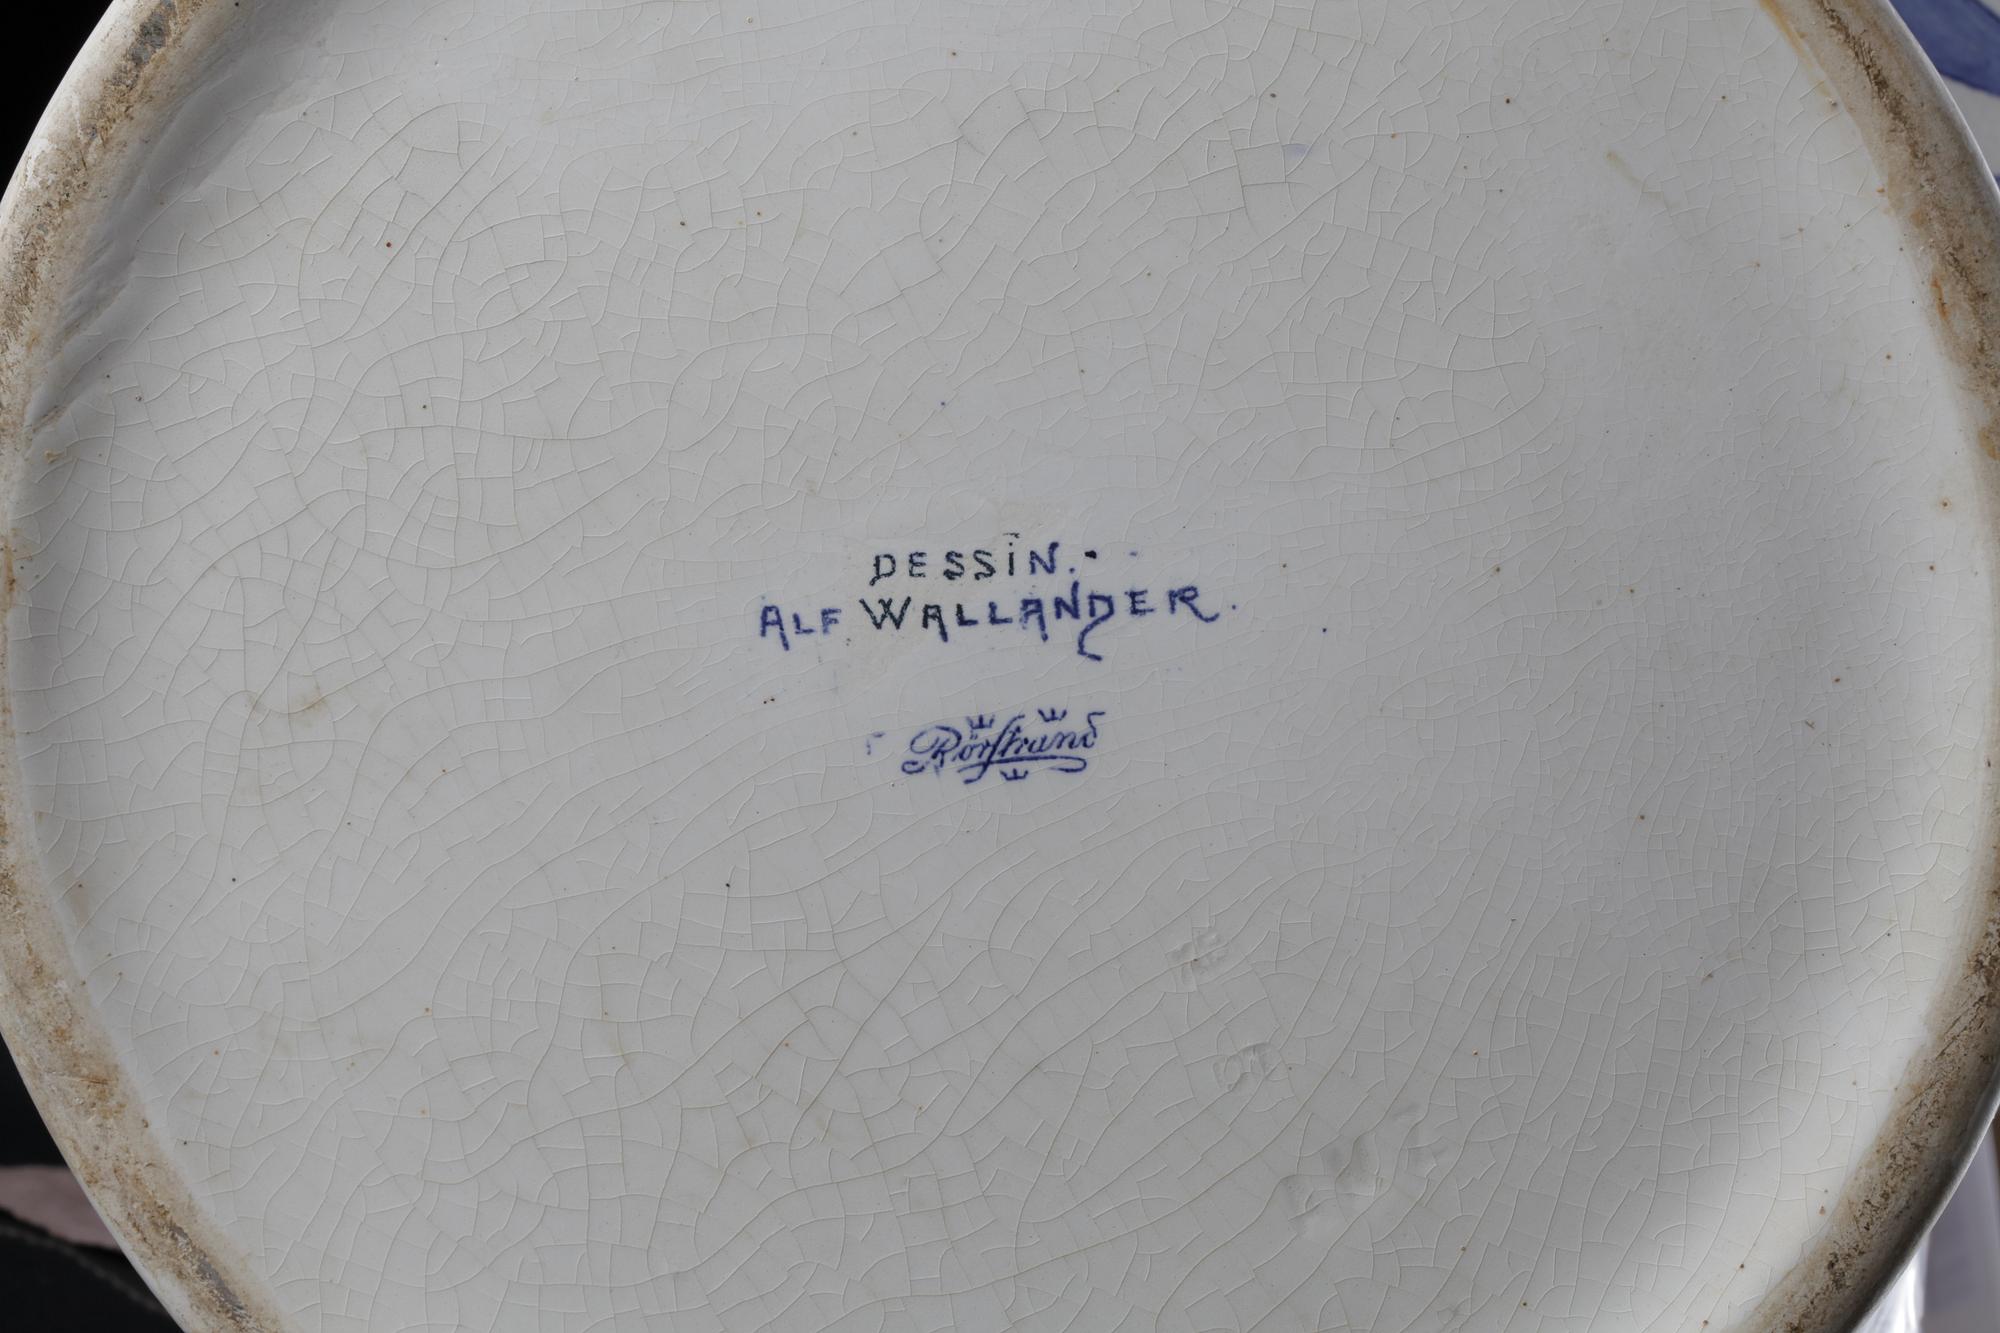 DESSIN.
ALF WALLANDER.
Rörstrand